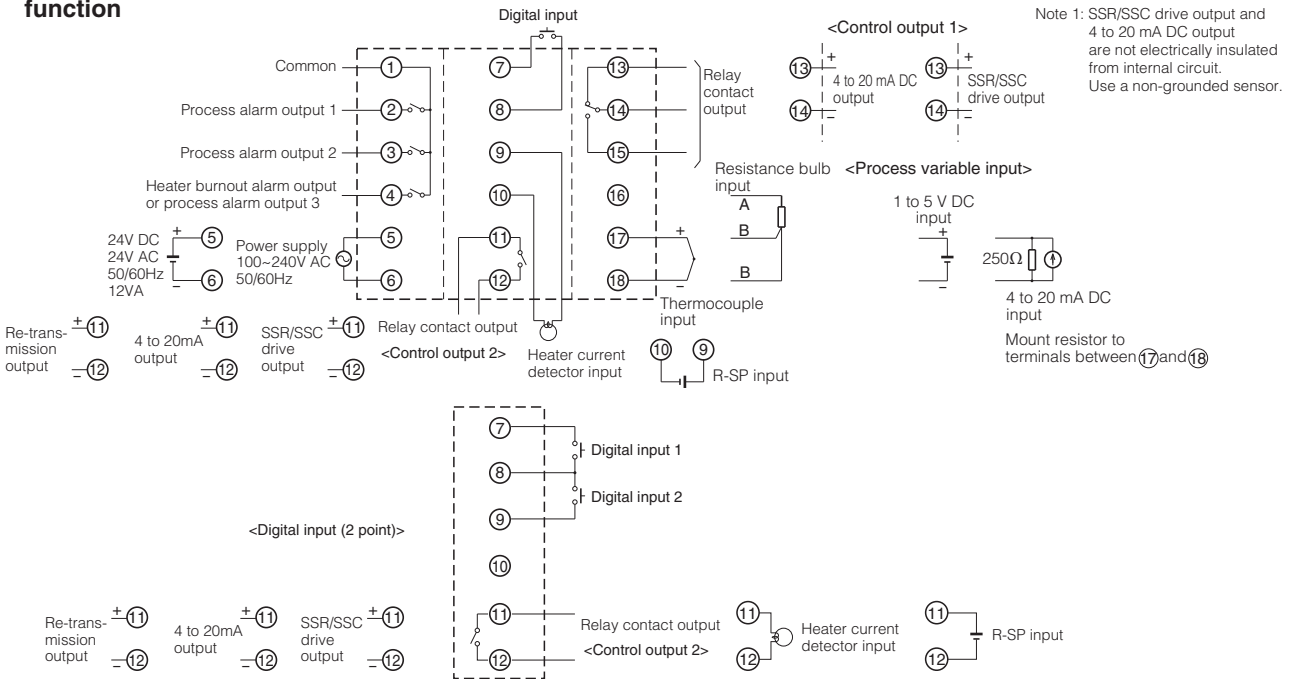 function
Digital input
Common
Process alarm output 1
Process alarm output 2
Heater burnout alarm output
or process alarm output 3
24V DC
24V AC
50/60Hz
12VA
+
5
−
6
Power supply
100~240V AC
50/60Hz
1
2
3
4
5
6
7
8
9
10
11
12
13
14
15
16
17
18
Relay
contact
output
+
−
<Control output 1>
13
+
14
−
4 to 20 mA DC
output
13
+
14
−
SSR/SSC
drive output
Note 1: SSR/SSC drive output and
4 to 20 mA DC output
are not electrically insulated
from internal circuit.
Use a non-grounded sensor.
Resistance bulb
input
A
B
B
<Process variable input>
1 to 5 V DC
input
+
−
250Ω
4 to 20 mA DC
input
Mount resistor to
terminals between 17 and 18
Thermocouple
input
Re-trans-
mission
output
+
11
−
12
4 to 20mA
output
+
11
−
12
SSR/SSC
drive
output
+
11
−
12
Relay contact output
<Control output 2>
Heater current
detector input
10
9
R-SP input
7
8
9
10
11
12
Digital input 1
Digital input 2
<Digital input (2 point)>
Re-trans-
mission
output
+
11
−
12
4 to 20mA
output
+
11
−
12
SSR/SSC
drive
output
+
11
−
12
Relay contact output
<Control output 2>
11
12
Heater current
detector input
11
12
R-SP input